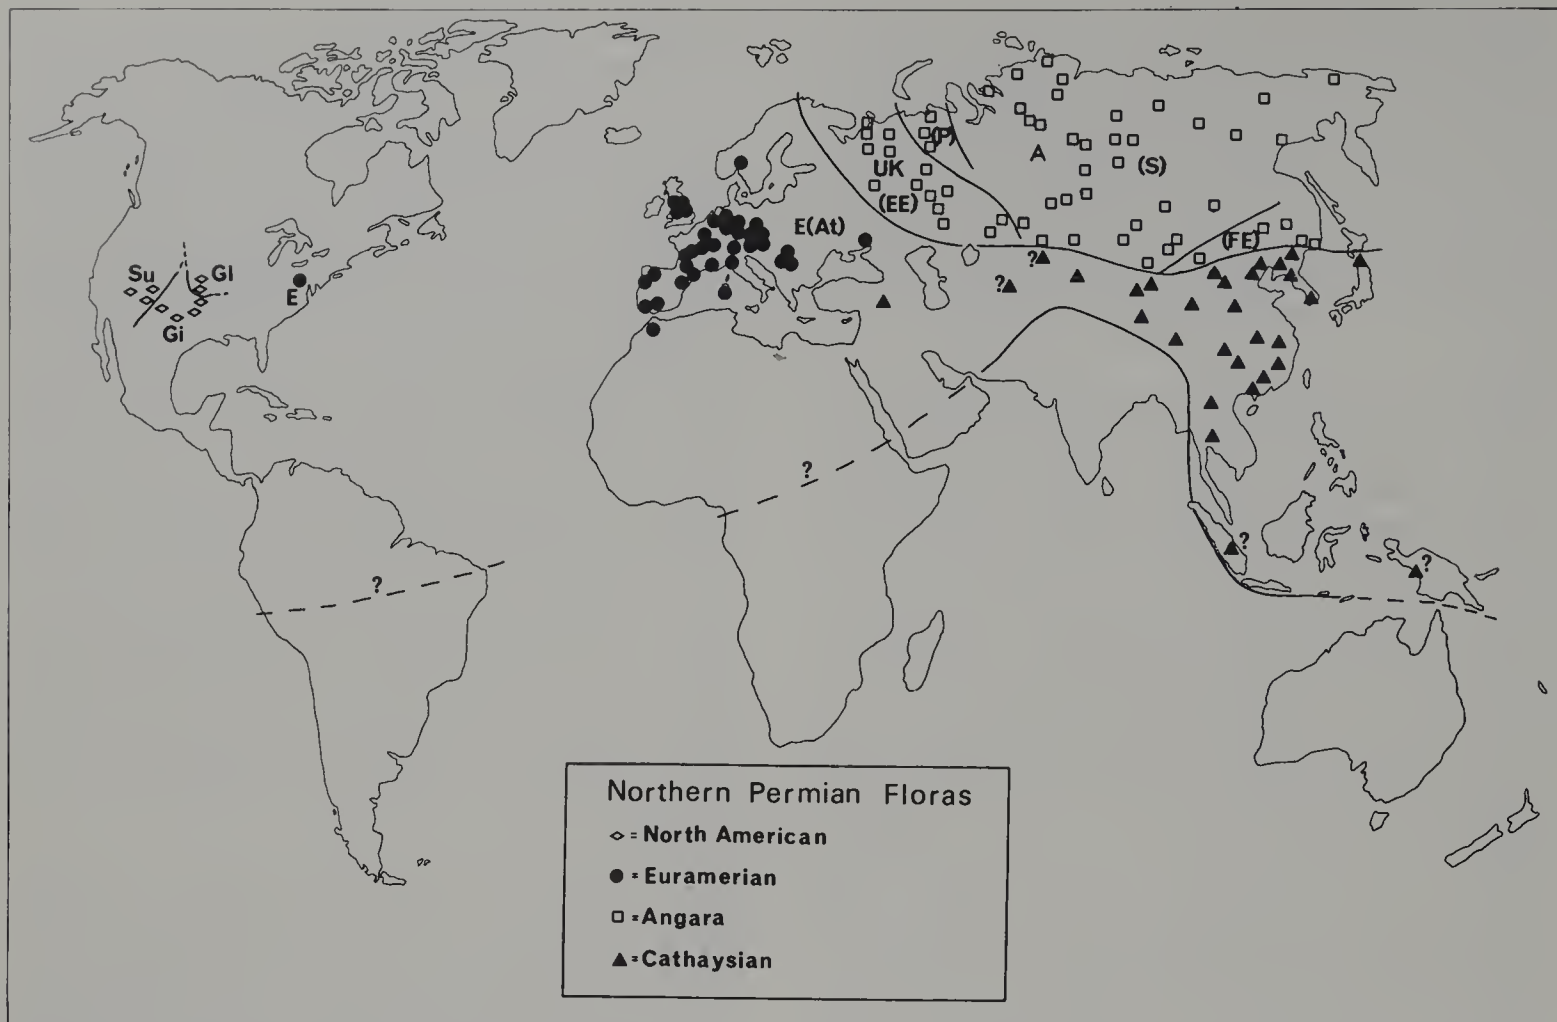 (P)
A
UK
(S)
(EE)
E(At)
(FE)
?
Su
Gl
?
E
Gi
?
?
?
?
Northern Permian Floras
◇ = North American
● = Euramerian
□ = Angara
▲ = Cathaysian